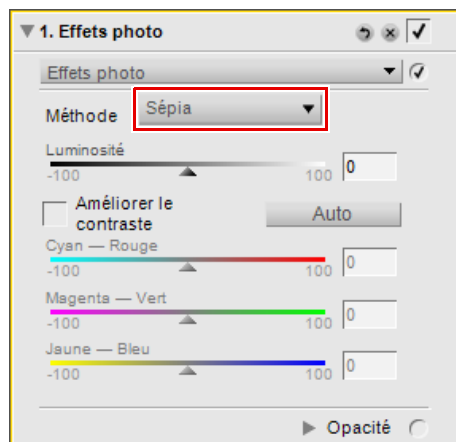 1. Effets photo
Effets photo
Méthode Sépia
Luminosité
-100 100 0
Améliorer le
contraste
Auto
Cyan — Rouge
-100 100 0
Magenta — Vert
-100 100 0
Jaune — Bleu
-100 100 0
Opacité